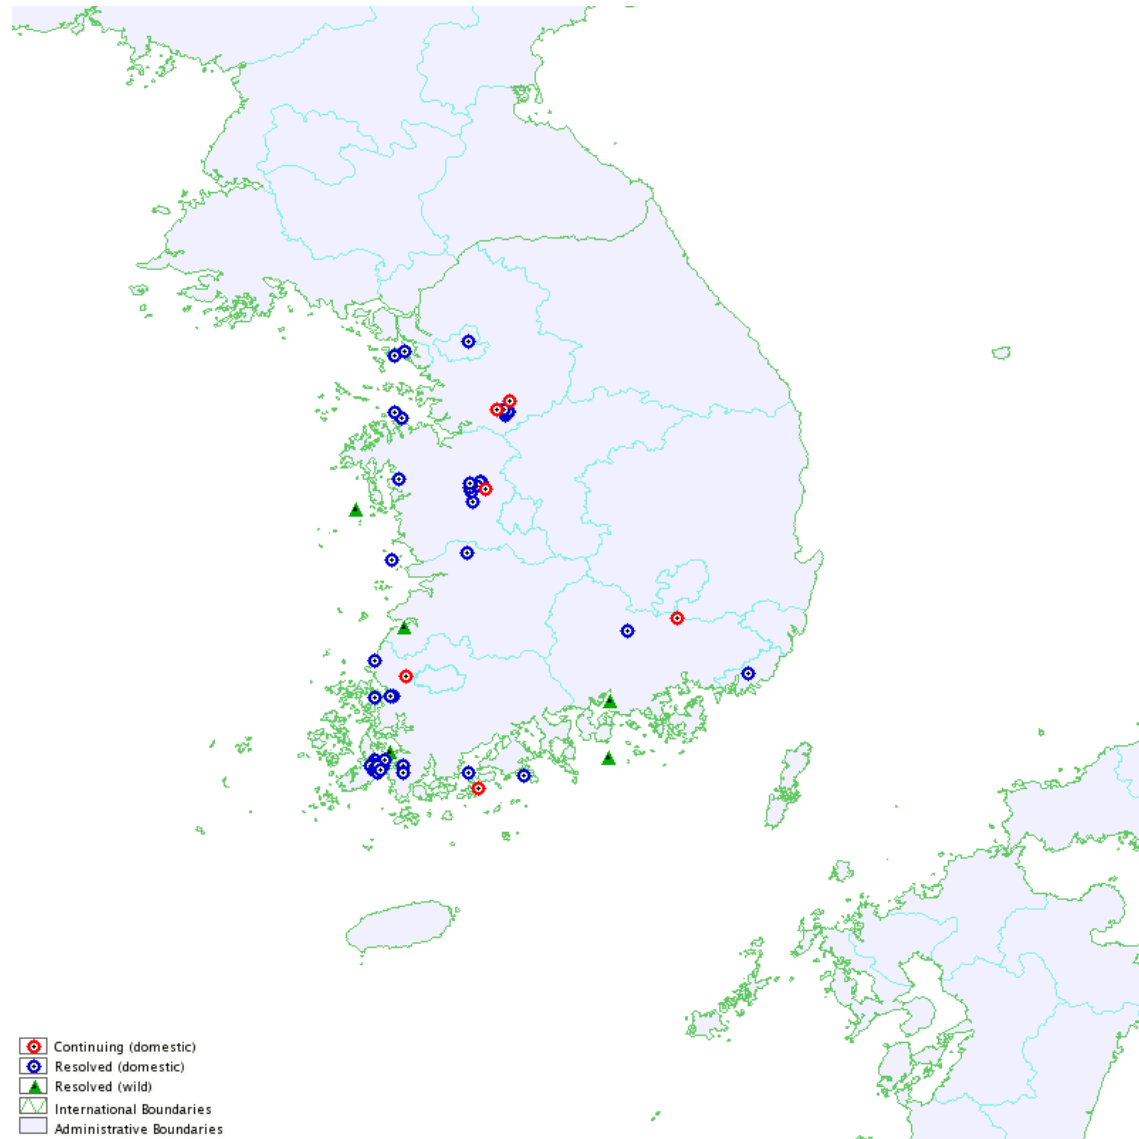 Continuing (domestic)
Resolved (domestic)
Resolved (wild)
International Boundaries
Administrative Boundaries